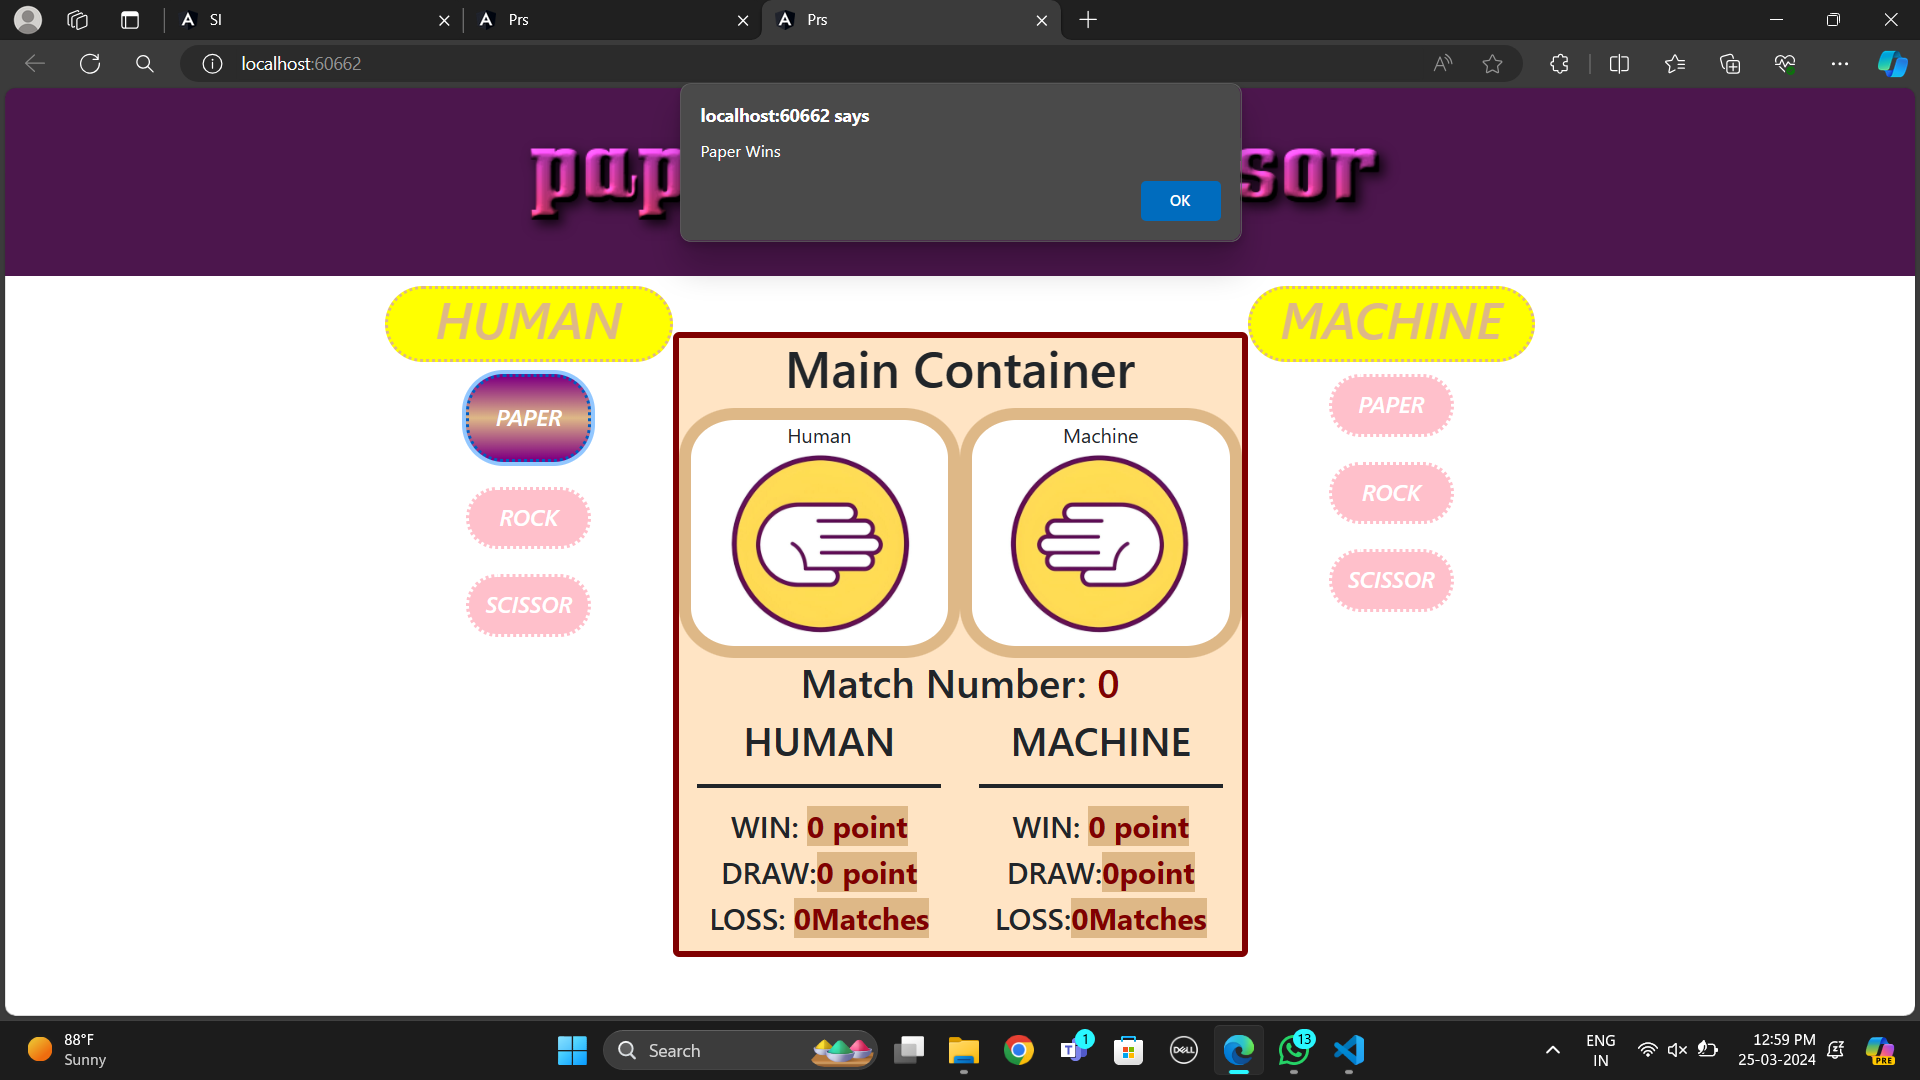 SI
Prs
Prs
localhost:60662
localhost:60662 says
Paper Wins
OK
pap
sor
HUMAN
MACHINE
PAPER
ROCK
SCISSOR
Main Container
Human
Machine
PAPER
ROCK
SCISSOR
Match Number: 0
HUMAN
MACHINE
WIN: 0 point
WIN: 0 point
DRAW:0 point
DRAW:0point
LOSS: 0Matches
LOSS:0Matches
88°F
Sunny
Search
1
DELL
13
ENG
IN
12:59 PM
25-03-2024
PRE